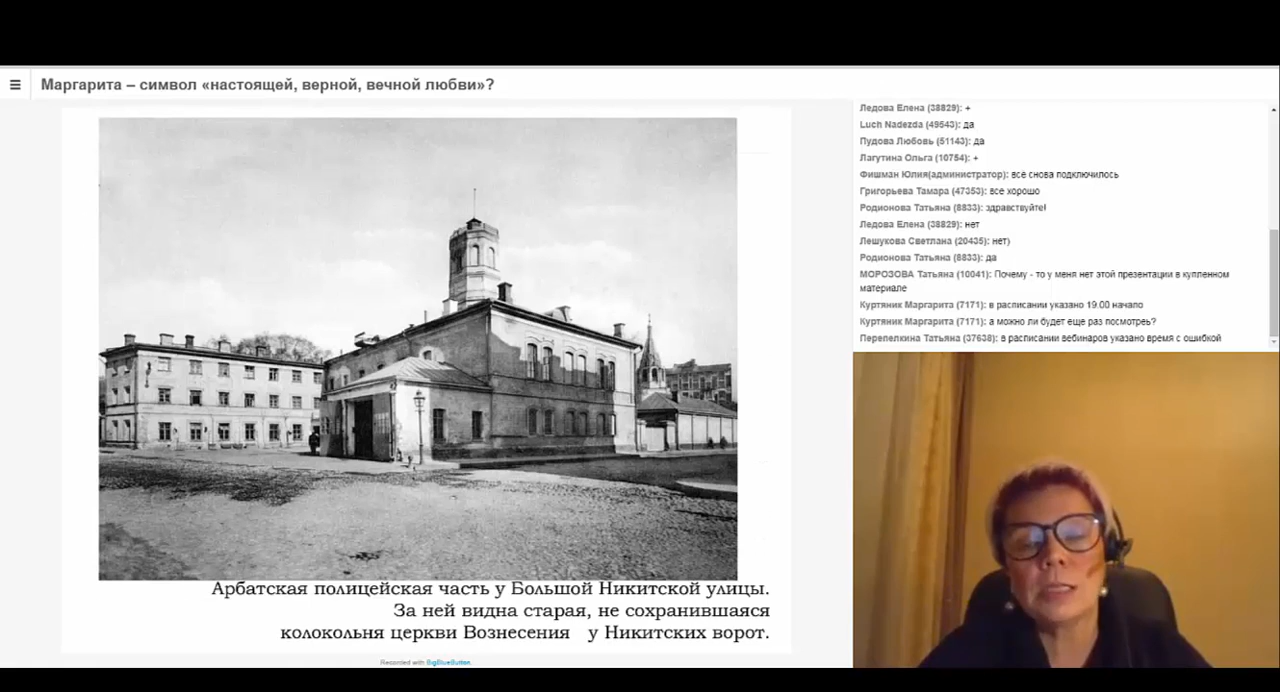 Маргарита – символ «настоящей, верной, вечной любви»?
Арбатская полицейская часть у Большой Никитской улицы.
За ней видна старая, не сохранившаяся
колокольня церкви Вознесения у Никитских ворот.
Recorded with BigBlueButton.
Ледова Елена (38829): +
Luch Nadezda (49543): да
Пудова Любовь (51143): да
Лагутина Ольга (10754): +
Фишман Юлия(администратор): все снова подключилось
Григорьева Тамара (47353): все хорошо
Родионова Татьяна (8833): здравствуйте!
Ледова Елена (38829): нет
Лешукова Светлана (20435): нет)
Родионова Татьяна (8833): да
МОРОЗОВА Татьяна (10041): Почему - то у меня нет этой презентации в купленном
материале
Куртяник Маргарита (7171): в расписании указано 19.00 начало
Куртяник Маргарита (7171): а можно ли будет еще раз посмотреь?
Перепелкина Татьяна (37638): в расписании вебинаров указано время с ошибкой